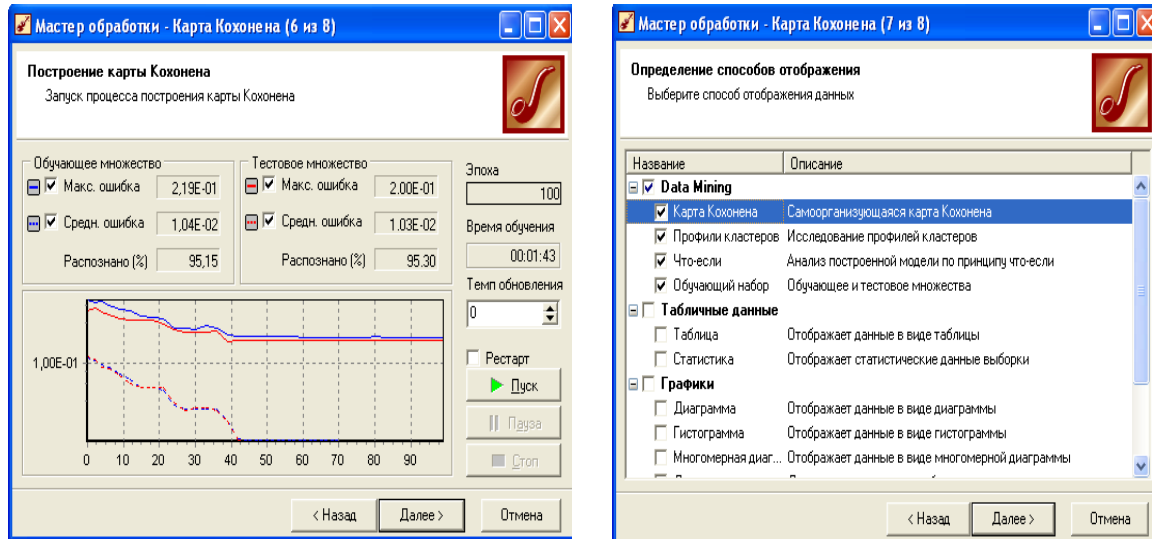 Мастер обработки - Карта Кохонена (6 из 8)
Построение карты Кохонена
Запуск процесса построения карты Кохонена
Обучающее множество
Макс. ошибка 2,19E-01
Средн. ошибка 1,04E-02
Распознано (%) 95,15
Тестовое множество
Макс. ошибка 2.00E-01
Средн. ошибка 1.03E-02
Распознано (%) 95.30
Эпоха
100
Время обучения
00:01:43
Темп обновления
0
Рестарт
Пуск
Пауза
Стоп
1,00E-01
0 10 20 30 40 50 60 70 80 90
< Назад Далее > Отмена
Мастер обработки - Карта Кохонена (7 из 8)
Определение способов отображения
Выберите способ отображения данных
Название Описание
Data Mining
Карта Кохонена Самоорганизующаяся карта Кохонена
Профили кластеров Исследование профилей кластеров
Что-если Анализ построенной модели по принципу что-если
Обучающий набор Обучающее и тестовое множества
Табличные данные
Таблица Отображает данные в виде таблицы
Статистика Отображает статистические данные выборки
Графики
Диаграмма Отображает данные в виде диаграммы
Гистограмма Отображает данные в виде гистограммы
Многомерная диаг... Отображает данные в виде многомерной диаграммы
< Назад Далее > Отмена